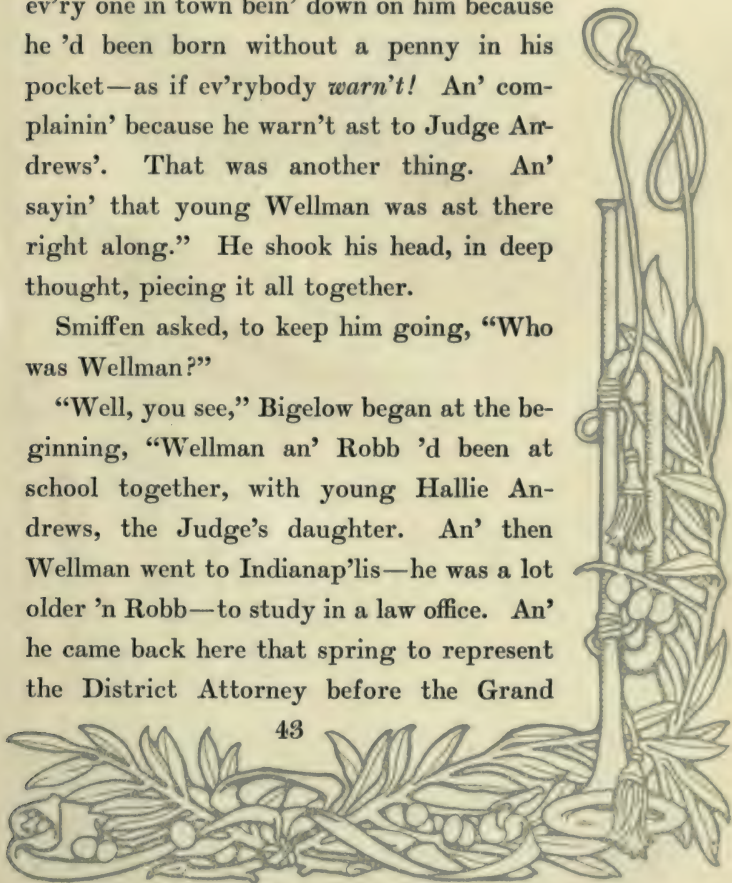 ev'ry one in town bein' down on him because
he 'd been born without a penny in his
pocket—as if ev'rybody warn't! An' com-
plainin' because he warn't ast to Judge An-
drews'. That was another thing. An'
sayin' that young Wellman was ast there
right along.” He shook his head, in deep
thought, piecing it all together.
Smiffen asked, to keep him going, “Who
was Wellman?”
“Well, you see,” Bigelow began at the be-
ginning, “Wellman an' Robb 'd been at
school together, with young Hallie An-
drews, the Judge's daughter. An' then
Wellman went to Indianap'lis—he was a lot
older 'n Robb—to study in a law office. An'
he came back here that spring to represent
the District Attorney before the Grand
43